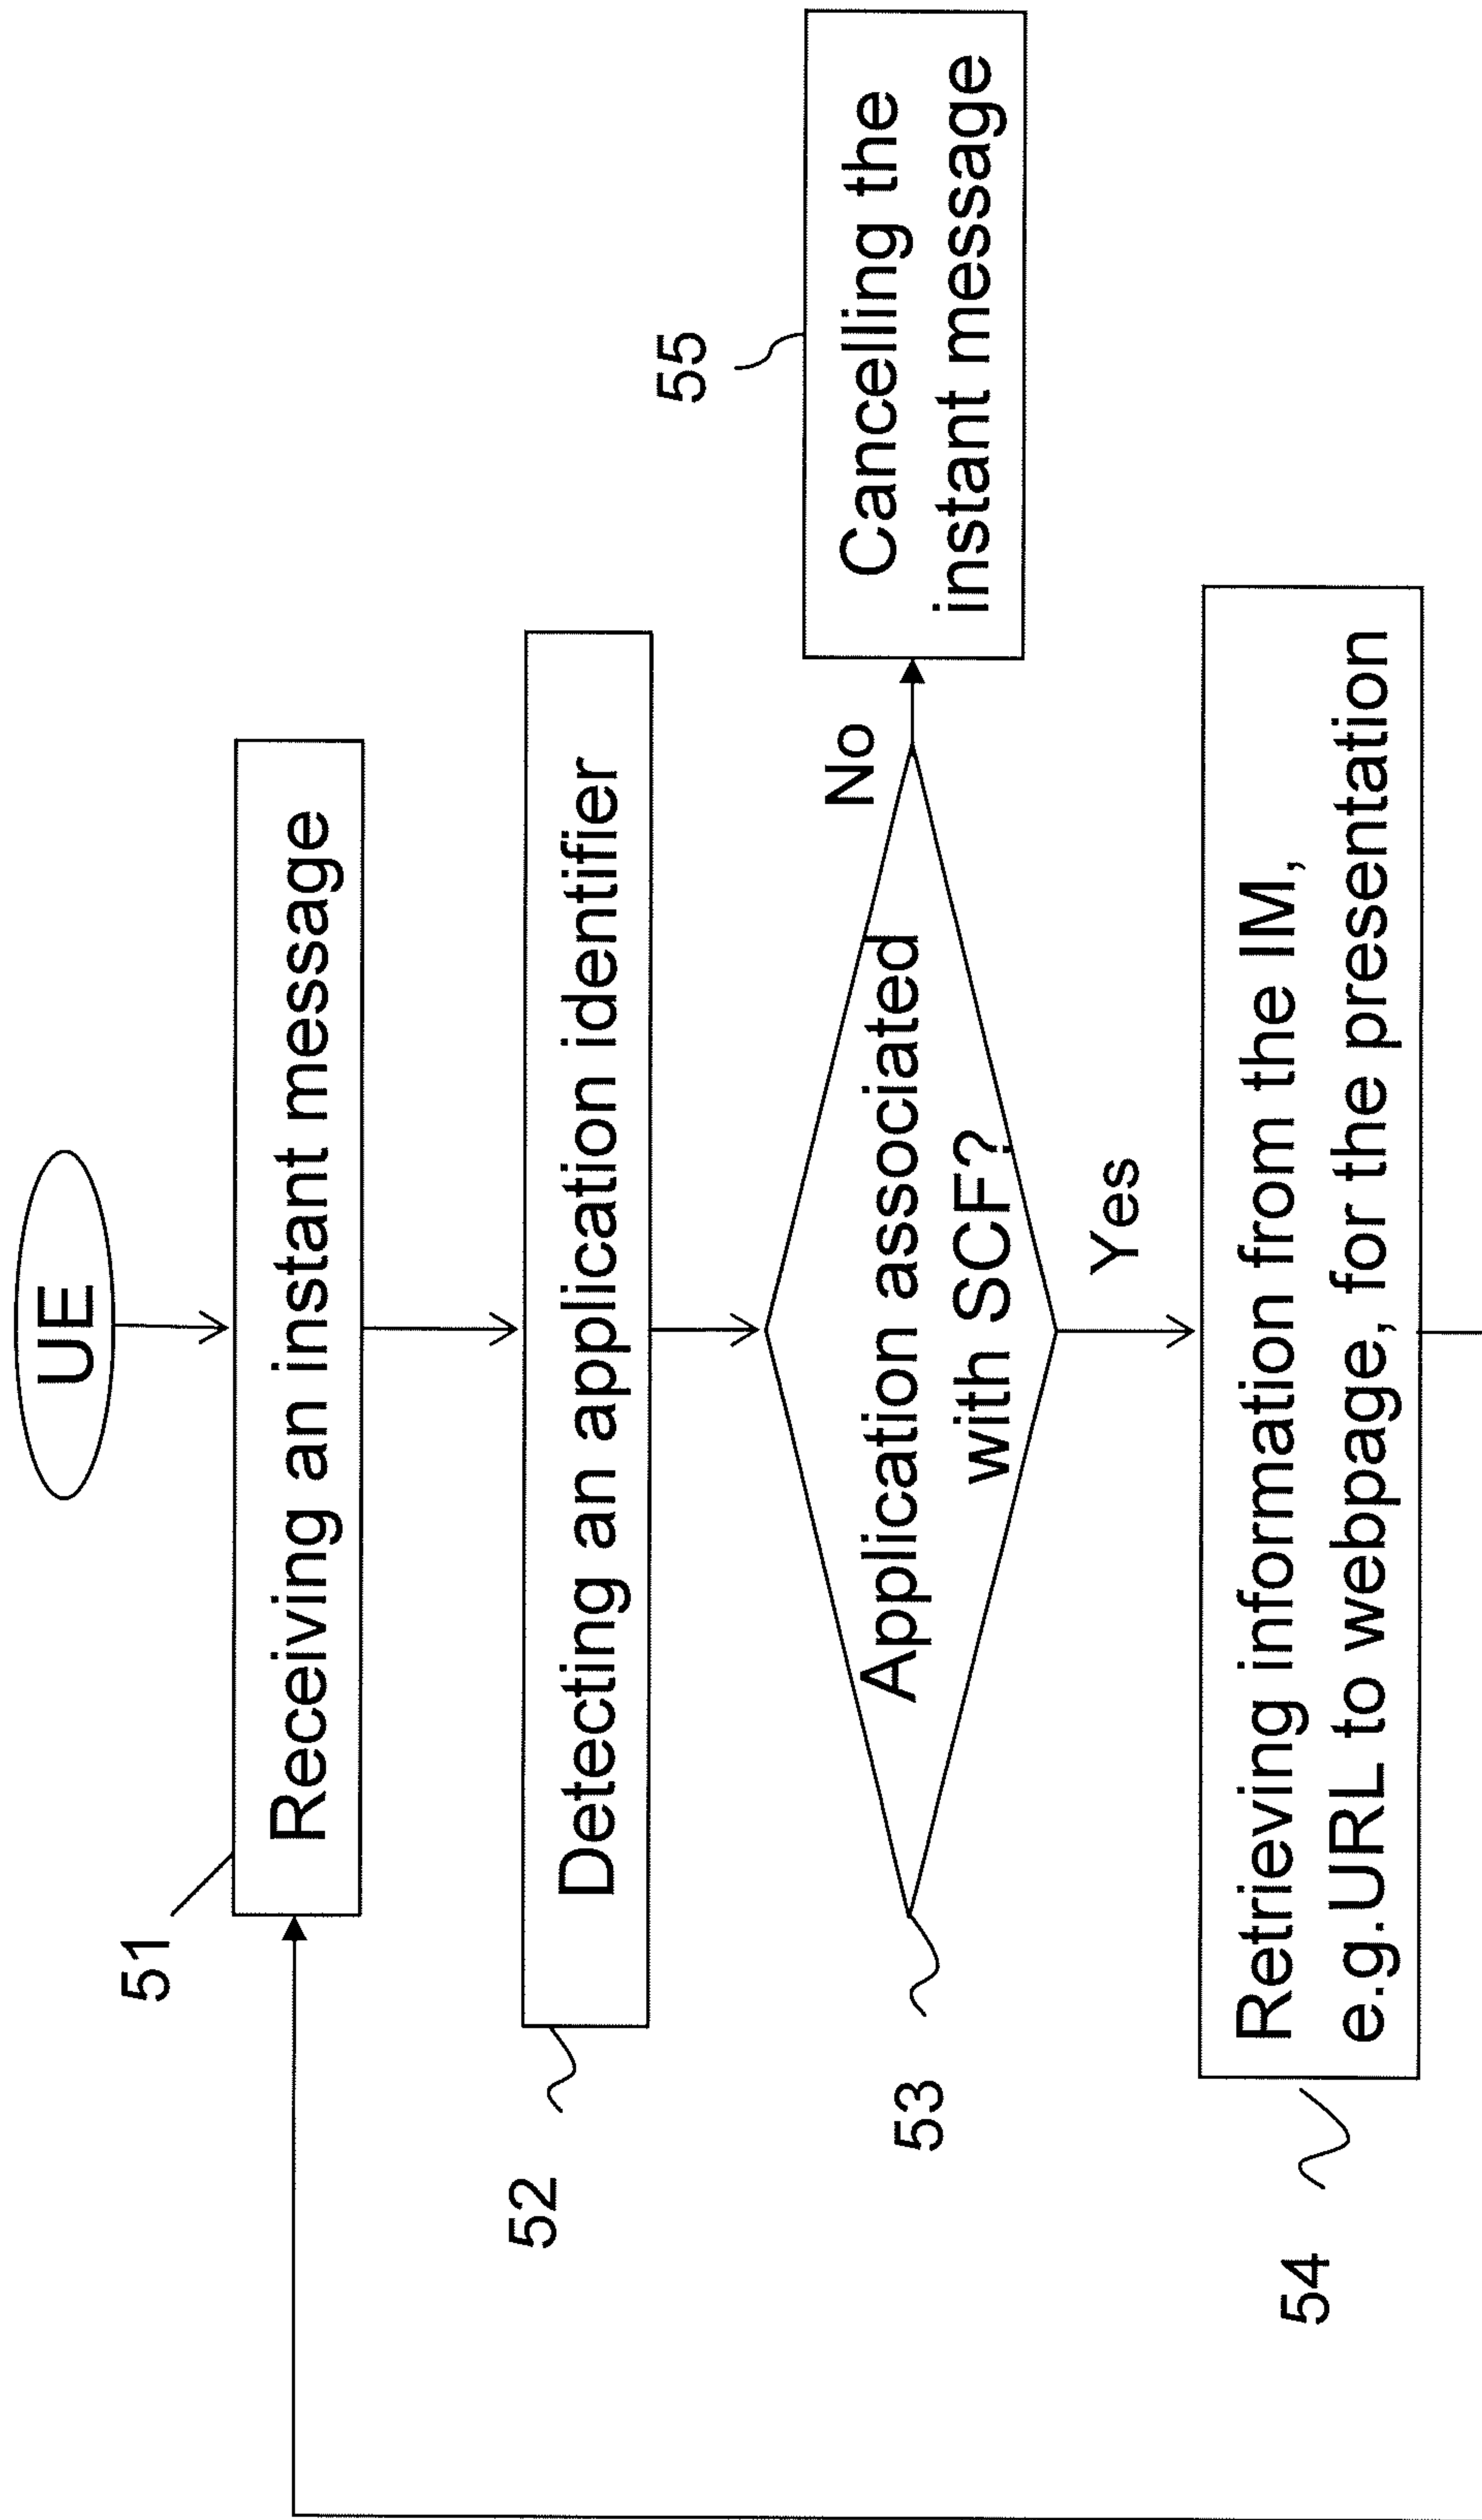 UE
51
Receiving an instant message
52
Detecting an application identifier
53
Application associated
with SCF?
No
55
Cancelling the
instant message
Yes
54
Retrieving information from the IM,
e.g.URL to webpage, for the presentation